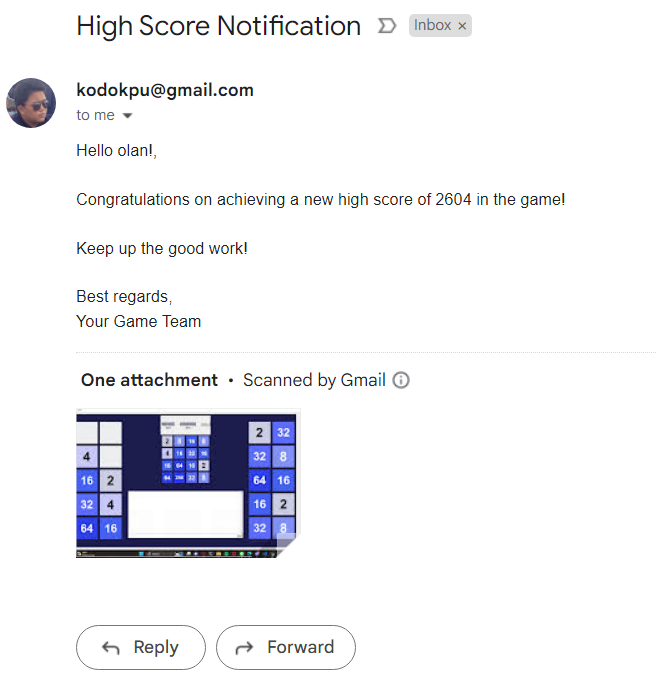 High Score Notification
Inbox ×
kodokpu@gmail.com
to me
Hello olan!,
Congratulations on achieving a new high score of 2604 in the game!
Keep up the good work!
Best regards,
Your Game Team
One attachment • Scanned by Gmail
4
16 2
32 4
64 16
2 32
32 8
64 16
16 2
32 8
Reply
Forward